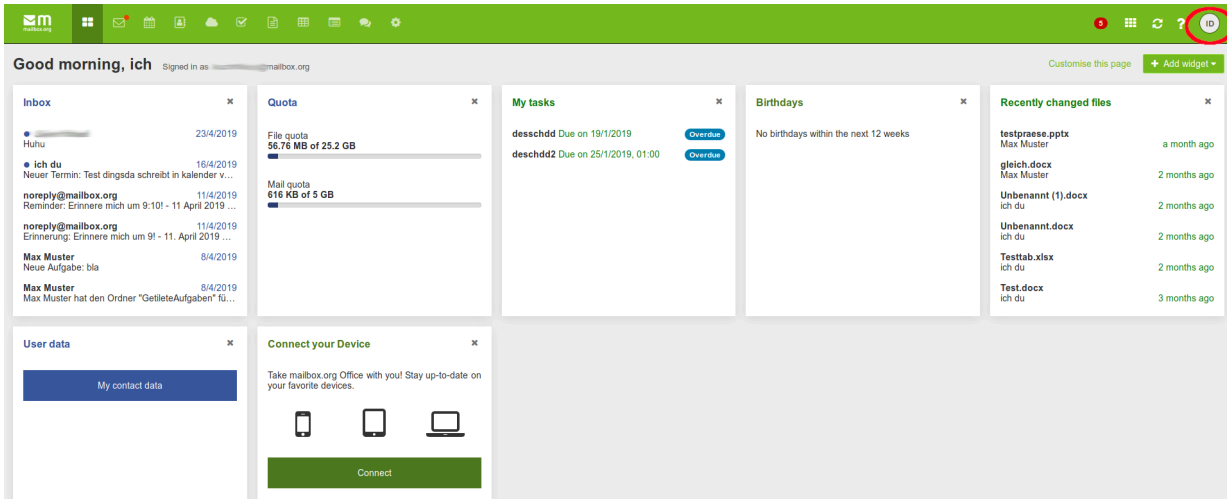 mailbox.org
5
?
ID
Good morning, ich Signed in as mailbox.org
Customise this page
+ Add widget
Inbox
23/4/2019
Huhu
ich du 16/4/2019
Neuer Termin: Test dingsda schreibt in kalender v...
noreply@mailbox.org 11/4/2019
Reminder: Erinnere mich um 9:10! - 11 April 2019 ...
noreply@mailbox.org 11/4/2019
Erinnerung: Erinnere mich um 9! - 11. April 2019 ...
Max Muster 8/4/2019
Neue Aufgabe: bla
Max Muster 8/4/2019
Max Muster hat den Ordner "GetileteAufgaben" fü...
Quota
File quota
56.76 MB of 25.2 GB
Mail quota
616 KB of 5 GB
My tasks
desschdd Due on 19/1/2019 Overdue
deschdd2 Due on 25/1/2019, 01:00 Overdue
Birthdays
No birthdays within the next 12 weeks
Recently changed files
testpraese.pptx
Max Muster a month ago
gleich.docx
Max Muster 2 months ago
Unbenannt (1).docx
ich du 2 months ago
Unbenannt.docx
ich du 2 months ago
Testtab.xlsx
ich du 2 months ago
Test.docx
ich du 3 months ago
User data
My contact data
Connect your Device
Take mailbox.org Office with you! Stay up-to-date on
your favorite devices.
Connect